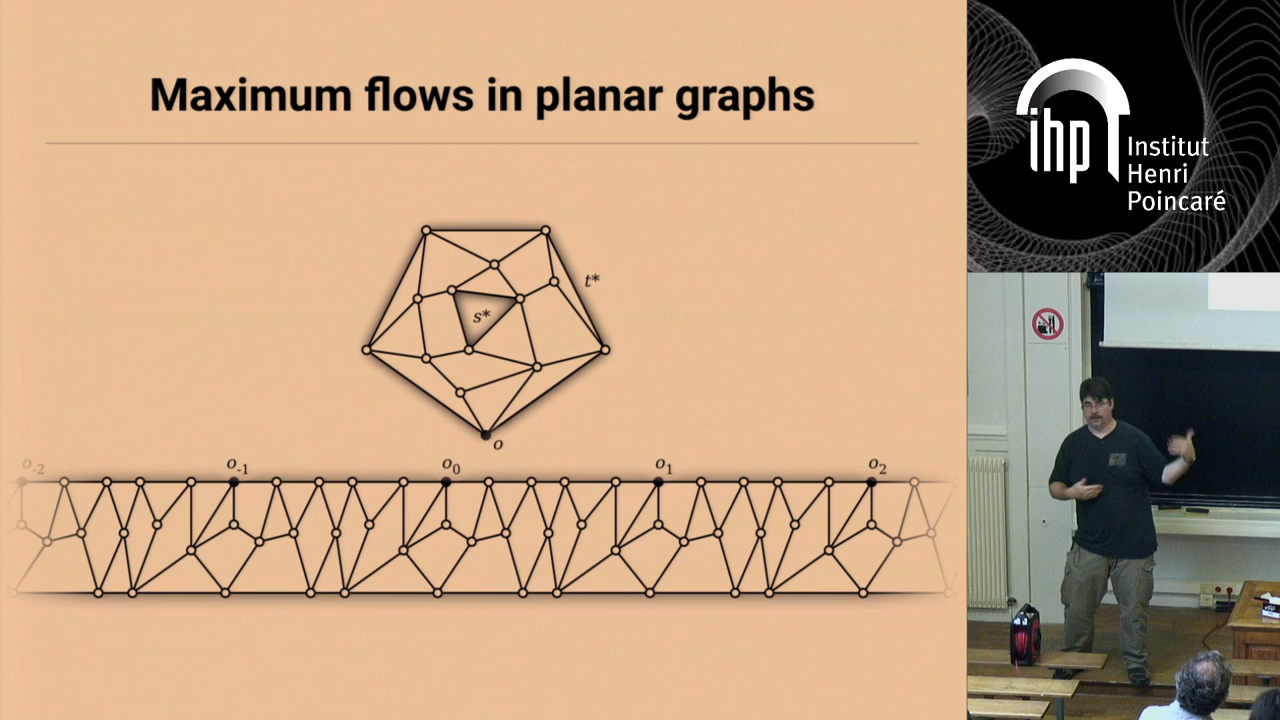 Maximum flows in planar graphs
t*
s*
o
o-2 o-1 o0 o1 o2
ihp Institut
Henri
Poincaré